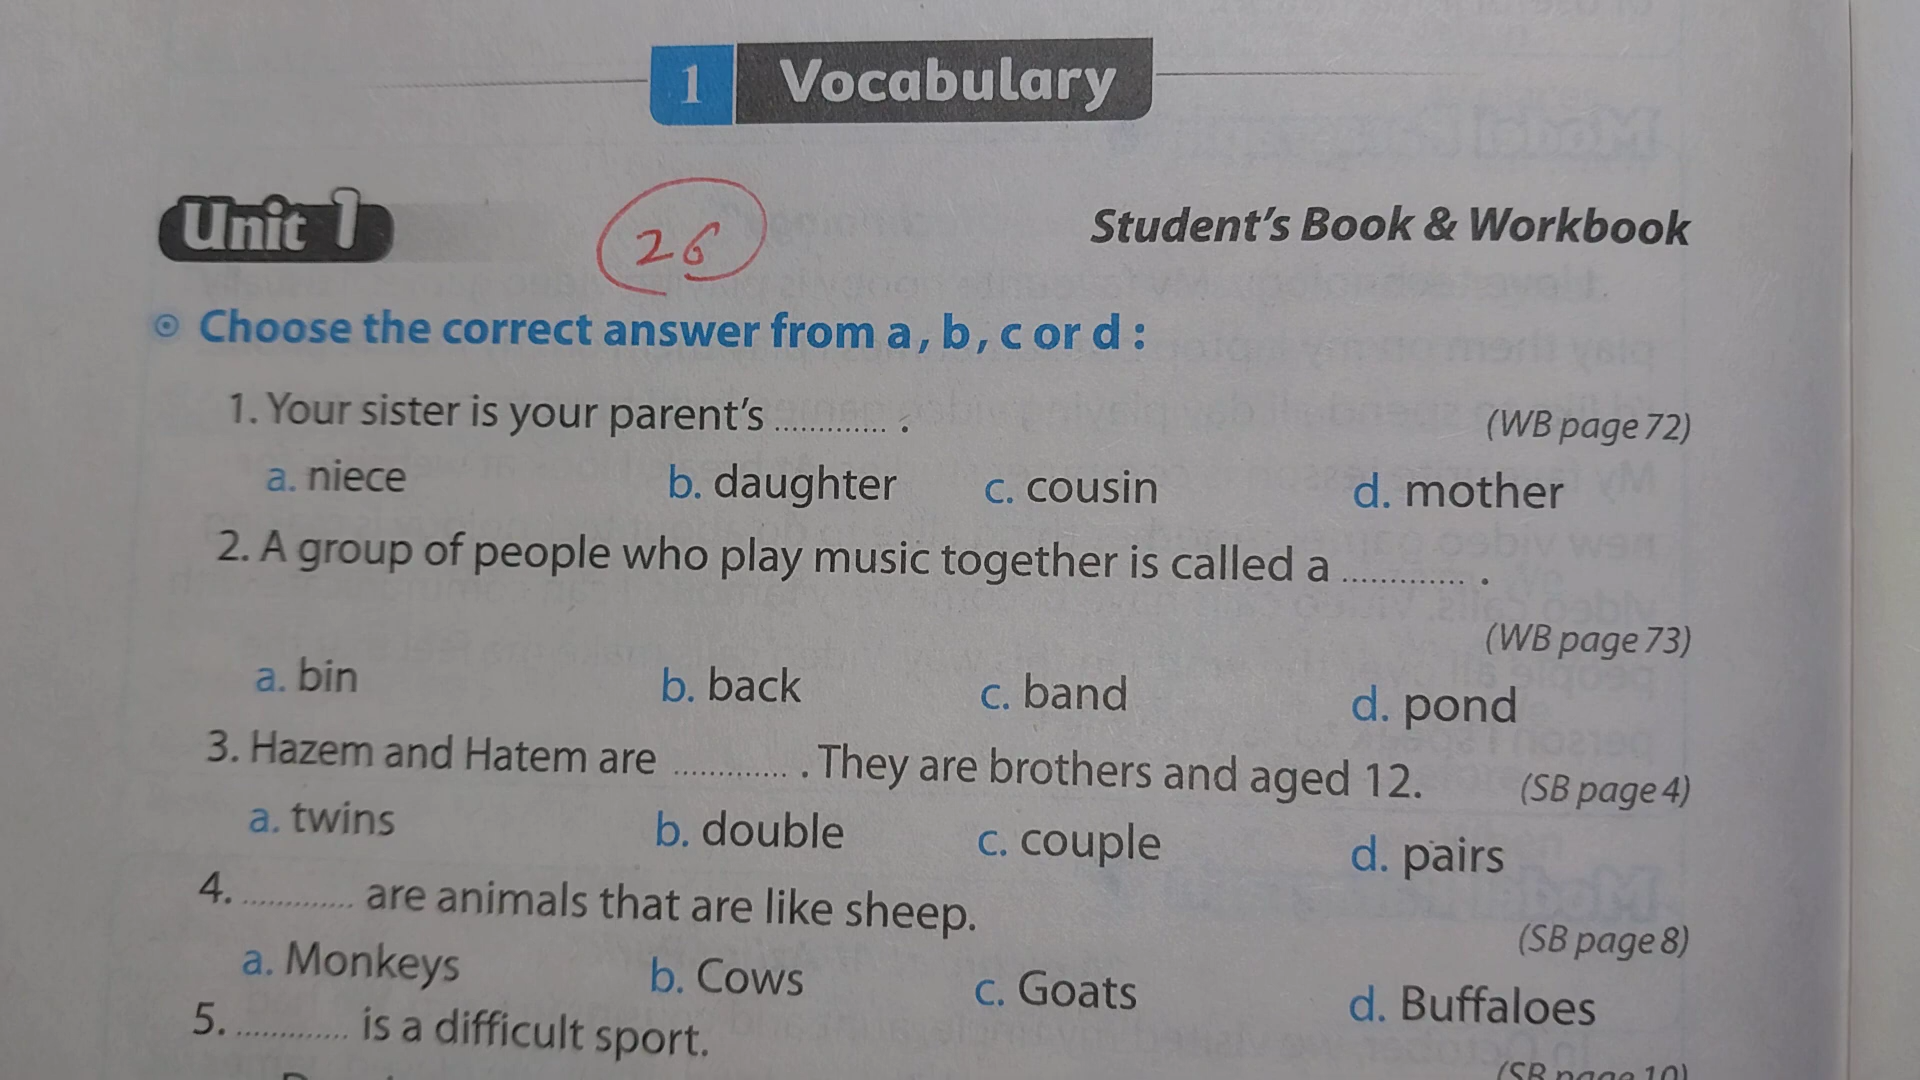 1 Vocabulary
Unit 1
26
Student's Book & Workbook
Choose the correct answer from a, b, c or d :
1. Your sister is your parent's ............. . (WB page 72)
a. niece b. daughter c. cousin d. mother
2. A group of people who play music together is called a ............. .
(WB page 73)
a. bin b. back c. band d. pond
3. Hazem and Hatem are ............. . They are brothers and aged 12. (SB page 4)
a. twins b. double c. couple d. pairs
4. ............. are animals that are like sheep.
(SB page 8)
a. Monkeys b. Cows c. Goats d. Buffaloes
5. ............. is a difficult sport.
(SB page 10)